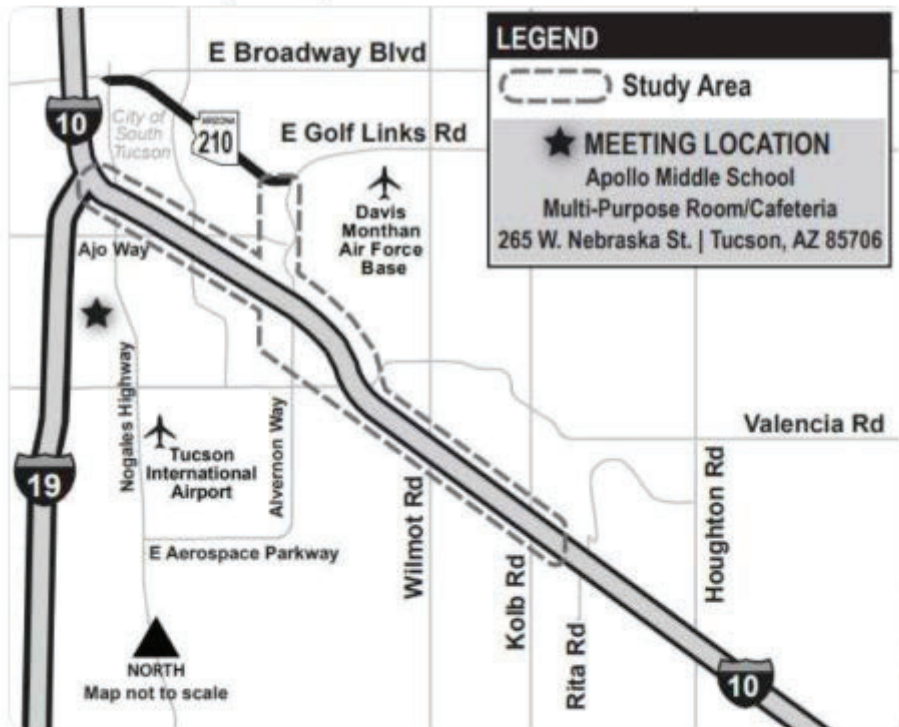 E Broadway Blvd
LEGEND
Study Area
10
City of
South
Tucson
ARIZONA
210
E Golf Links Rd
MEETING LOCATION
Apollo Middle School
Multi-Purpose Room/Cafeteria
265 W. Nebraska St. | Tucson, AZ 85706
Davis
Monthan
Air Force
Base
Ajo Way
Nogales Highway
Alvernon Way
Valencia Rd
Tucson
International
Airport
19
Wilmot Rd
Houghton Rd
E Aerospace Parkway
Kolb Rd
Rita Rd
NORTH
Map not to scale
10